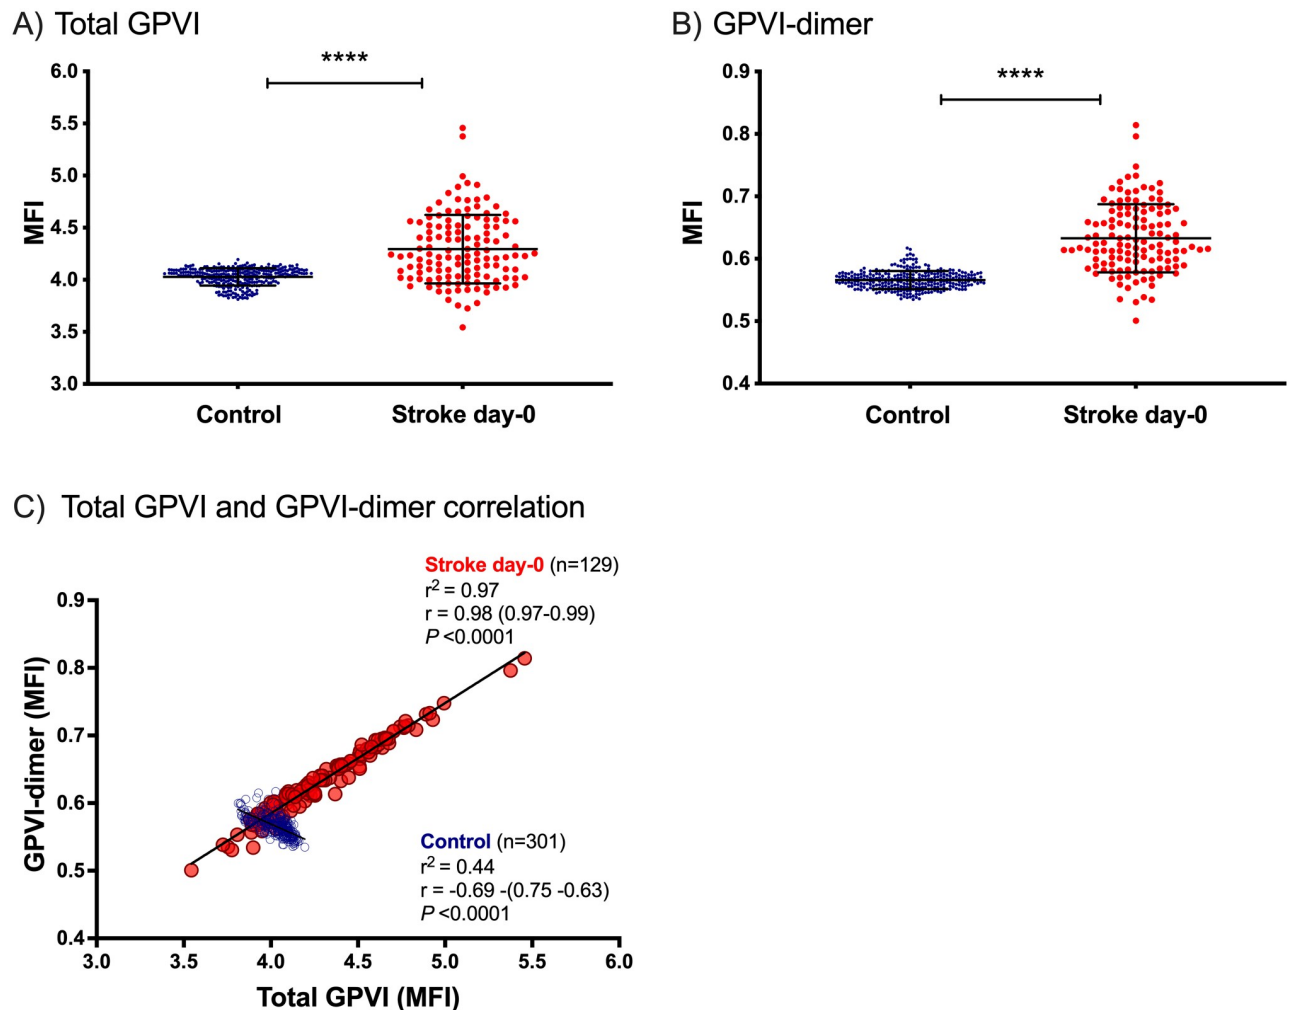 A) Total GPVI
****
6.0
5.5
5.0
4.5
4.0
3.5
3.0
MFI
Control
Stroke day-0
B) GPVI-dimer
****
0.9
0.8
0.7
0.6
0.5
0.4
MFI
Control
Stroke day-0
C) Total GPVI and GPVI-dimer correlation
Stroke day-0 (n=129)
r² = 0.97
r = 0.98 (0.97-0.99)
P <0.0001
0.9
0.8
0.7
0.6
0.5
0.4
GPVI-dimer (MFI)
Control (n=301)
r² = 0.44
r = -0.69 -(0.75 -0.63)
P <0.0001
3.0
3.5
4.0
4.5
5.0
5.5
6.0
Total GPVI (MFI)